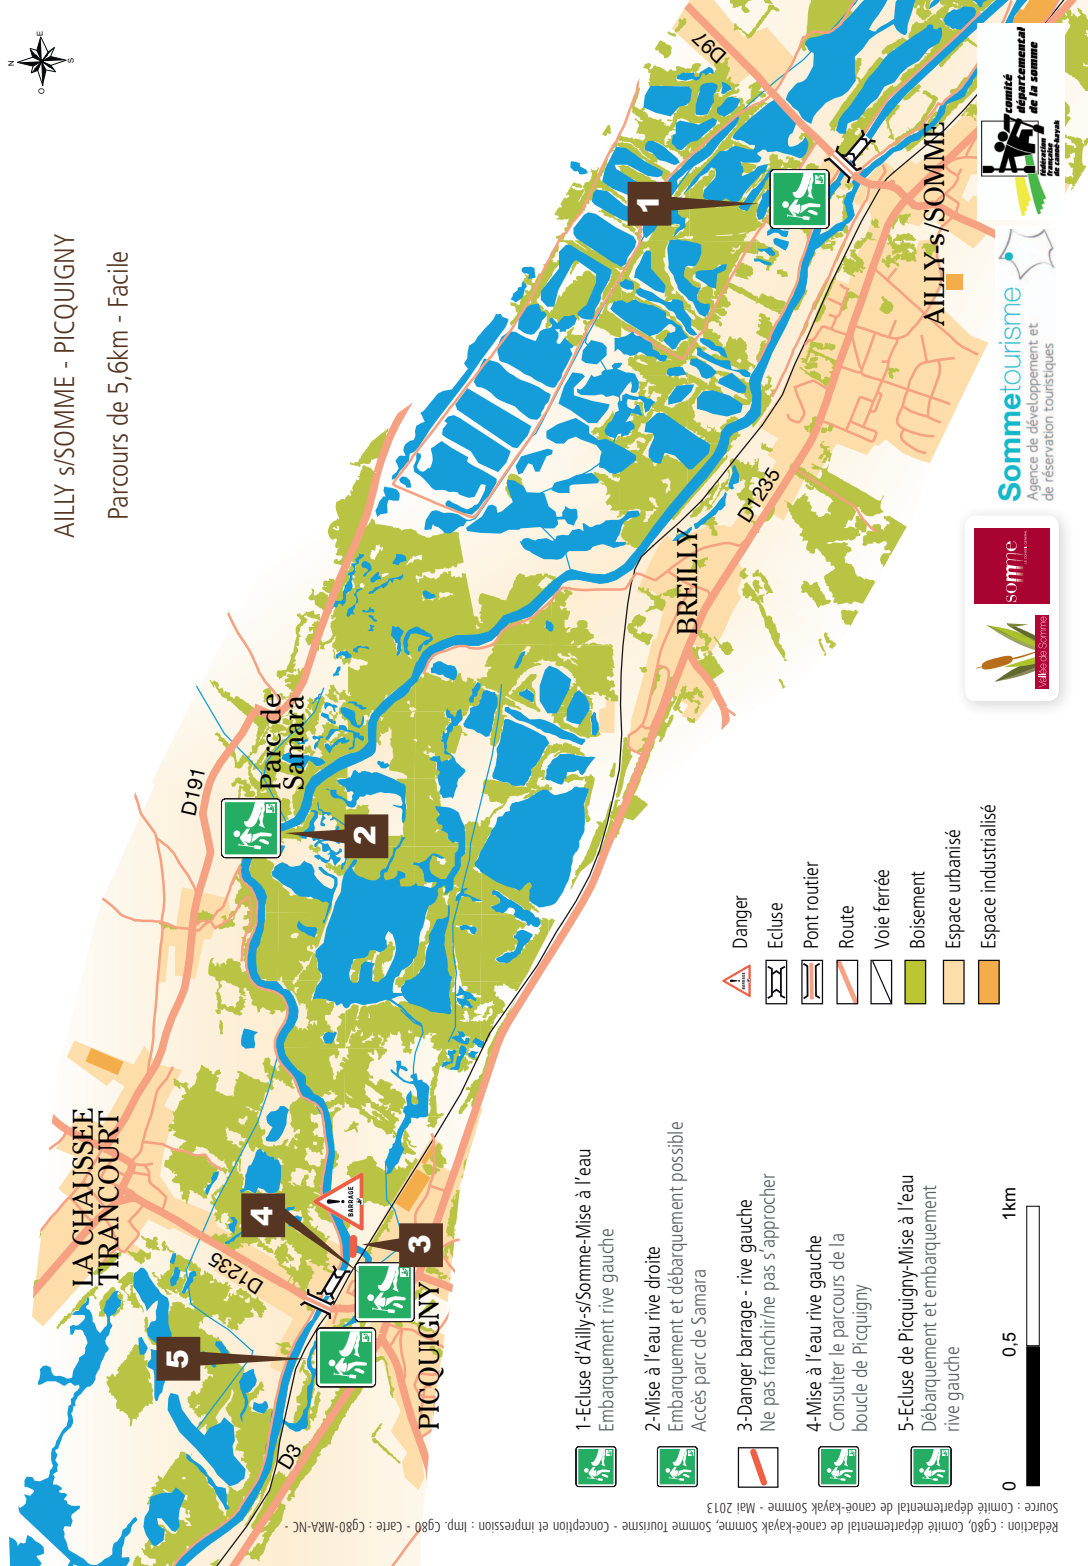 AILLY s/SOMME - PICQUIGNY
Parcours de 5,6km - Facile
N
E
S
O
LA CHAUSSEE
TIRANCOURT
D1235
D191
Parc de
Samara
D97
1
2
3
4
5
BARRAGE
D3
PICQUIGNY
BREILLY
D1235
AILLY-s/SOMME
1-Ecluse d'Ailly-s/Somme-Mise à l'eau
Embarquement rive gauche
2-Mise à l'eau rive droite
Embarquement et débarquement possible
Accès parc de Samara
3-Danger barrage - rive gauche
Ne pas franchir/ne pas s'approcher
4-Mise à l'eau rive gauche
Consulter le parcours de la
boucle de Picquigny
5-Ecluse de Picquigny-Mise à l'eau
Débarquement et embarquement
rive gauche
0
0,5
1km
BARRAGE
Danger
Ecluse
Pont routier
Route
Voie ferrée
Boisement
Espace urbanisé
Espace industrialisé
Vallée de Somme
somme
Sommetourisme
Agence de développement et
de réservation touristiques
comité
départemental
de la somme
fédération
française
de canoë-kayak
Rédaction : Cg80, Comité départemental de canoë-kayak Somme, Somme Tourisme - Conception et impression : Imp. Cg80 - Carte : Cg80-MRA-NC -
Source : Comité départemental de canoë-kayak Somme - Mai 2013